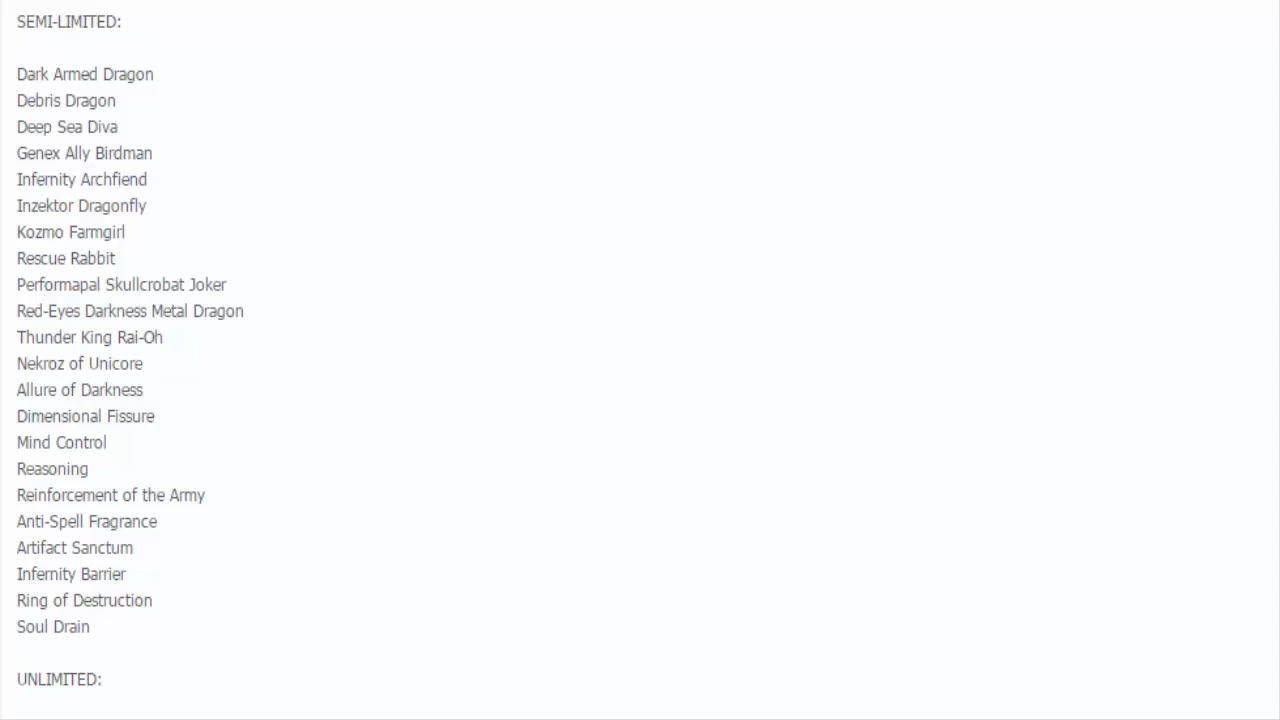 SEMI-LIMITED:
Dark Armed Dragon
Debris Dragon
Deep Sea Diva
Genex Ally Birdman
Infernity Archfiend
Inzektor Dragonfly
Kozmo Farmgirl
Rescue Rabbit
Performapal Skullcrobat Joker
Red-Eyes Darkness Metal Dragon
Thunder King Rai-Oh
Nekroz of Unicore
Allure of Darkness
Dimensional Fissure
Mind Control
Reasoning
Reinforcement of the Army
Anti-Spell Fragrance
Artifact Sanctum
Infernity Barrier
Ring of Destruction
Soul Drain
UNLIMITED: